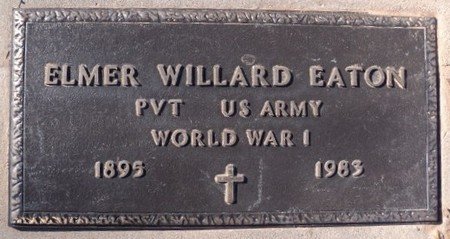 ELMER WILLARD EATON
PVT US ARMY
WORLD WAR I
1895 1983